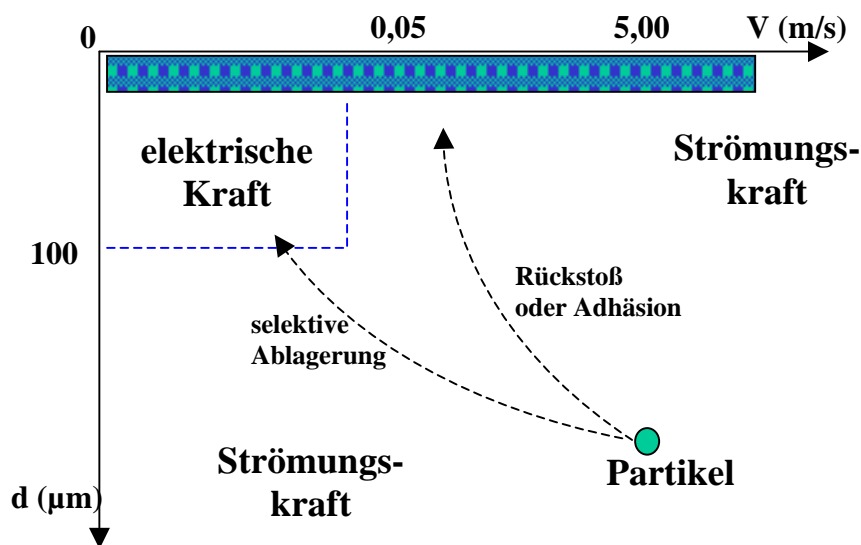 0
0,05
5,00
V (m/s)
elektrische
Kraft
Strömungs-
kraft
100
Rückstoß
oder Adhäsion
selektive
Ablagerung
Strömungs-
kraft
Partikel
d (µm)